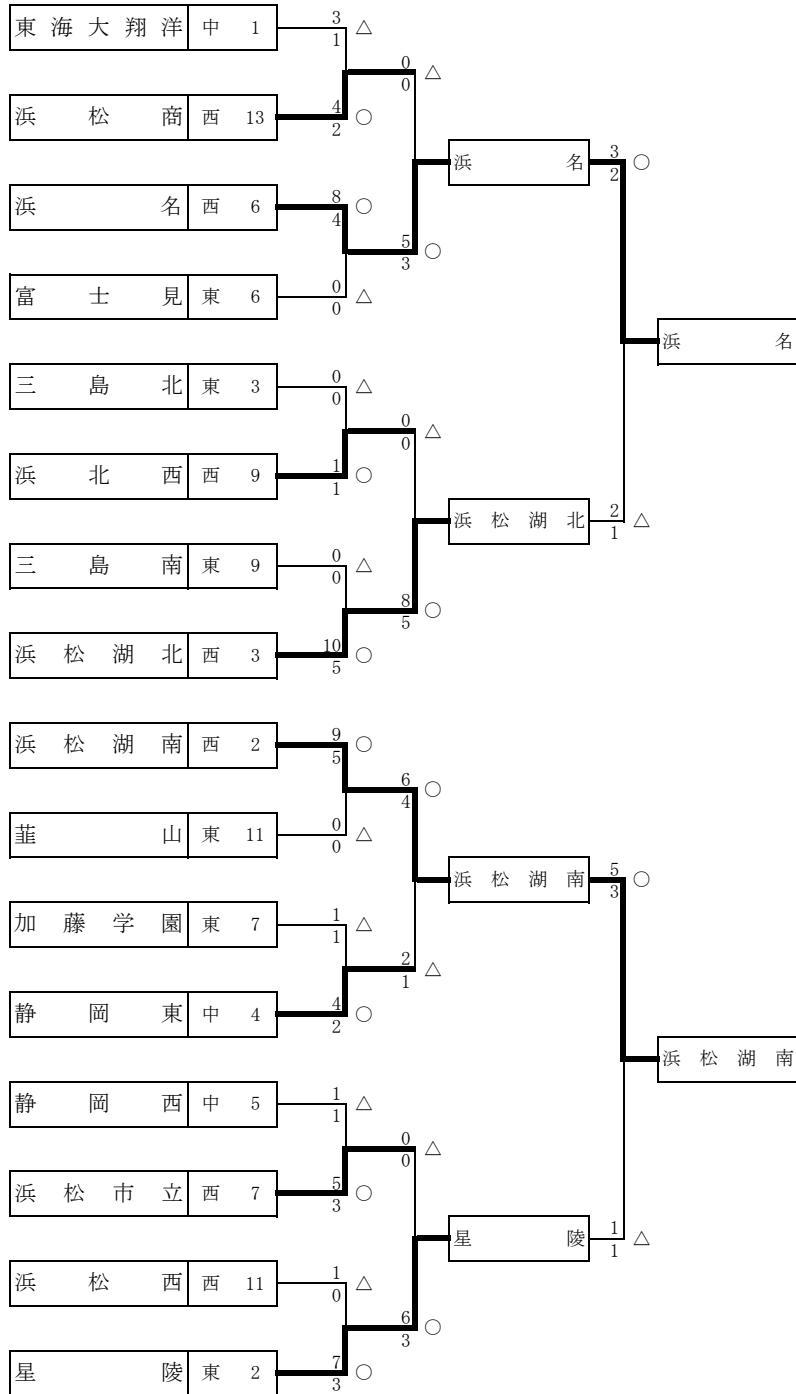 東海大翔洋 中 1 3 △
1
0 △
0
浜松商 西 13 4 ○
2
浜名 3 ○
2
浜名 西 6 8 ○
4
5 ○
3
富士見 東 6 0 △
0
浜名
三島北 東 3 0 △
0
0 △
0
浜北西 西 9 1 ○
1
浜松湖北 2 △
1
三島南 東 9 0 △
0
8 ○
5
浜松湖北 西 3 10 ○
5
浜松湖南 西 2 9 ○
5
6 ○
4
韮山 東 11 0 △
0
浜松湖南 5 ○
3
加藤学園 東 7 1 △
1
2 △
1
静岡東 中 4 4 ○
2
浜松湖南
静岡西 中 5 1 △
1
0 △
0
浜松市立 西 7 5 ○
3
星陵 1 △
1
浜松西 西 11 1 △
0
6 ○
3
星陵 東 2 7 ○
3